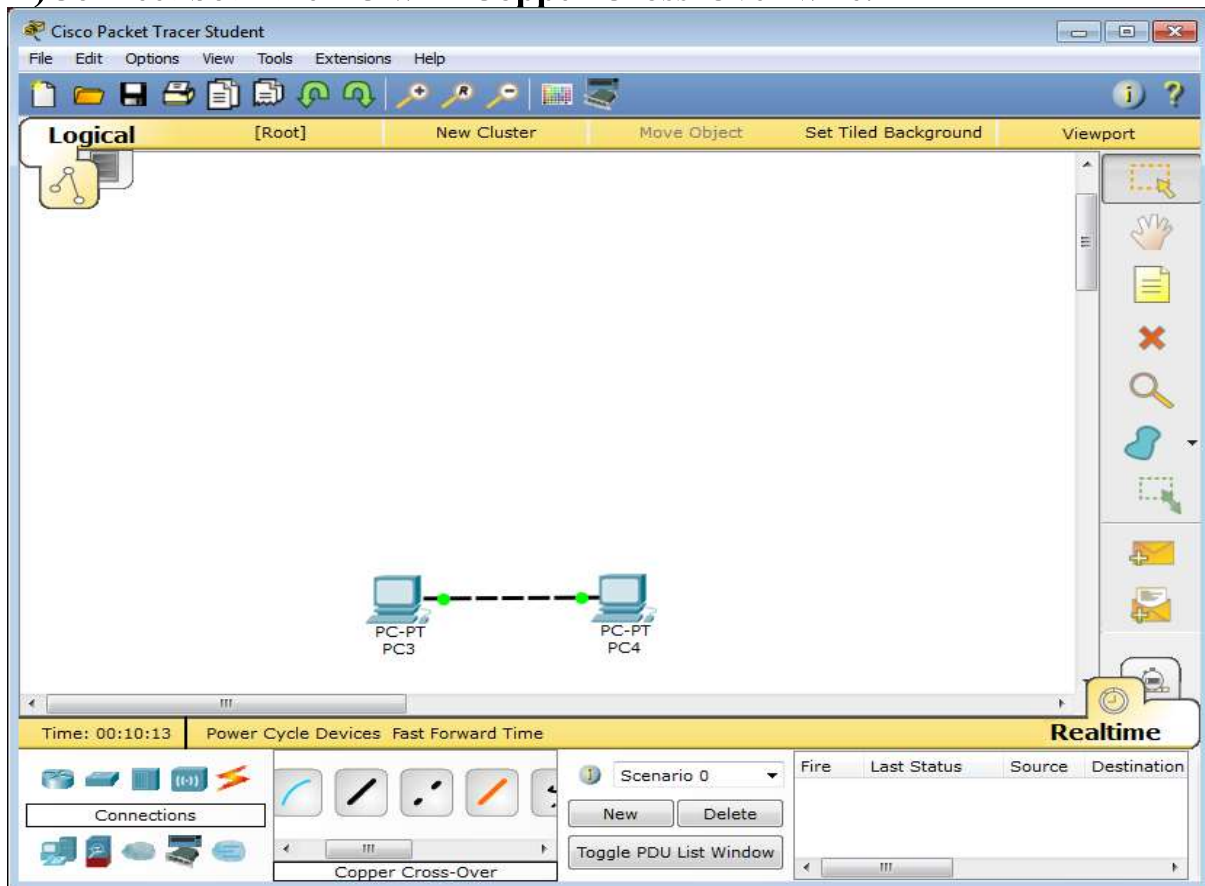 Cisco Packet Tracer Student
File Edit Options View Tools Extensions Help
Logical [Root] New Cluster Move Object Set Tiled Background Viewport
PC-PT
PC3
PC-PT
PC4
Time: 00:10:13 Power Cycle Devices Fast Forward Time Realtime
Connections
Copper Cross-Over
Scenario 0
New Delete
Toggle PDU List Window
Fire Last Status Source Destination